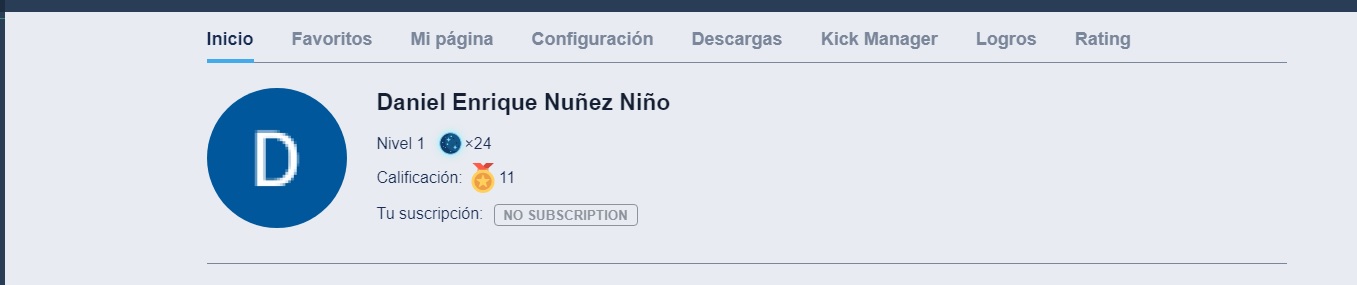 Inicio Favoritos Mi página Configuración Descargas Kick Manager Logros Rating
D
Daniel Enrique Nuñez Niño
Nivel 1 ×24
Calificación: 11
Tu suscripción: NO SUBSCRIPTION